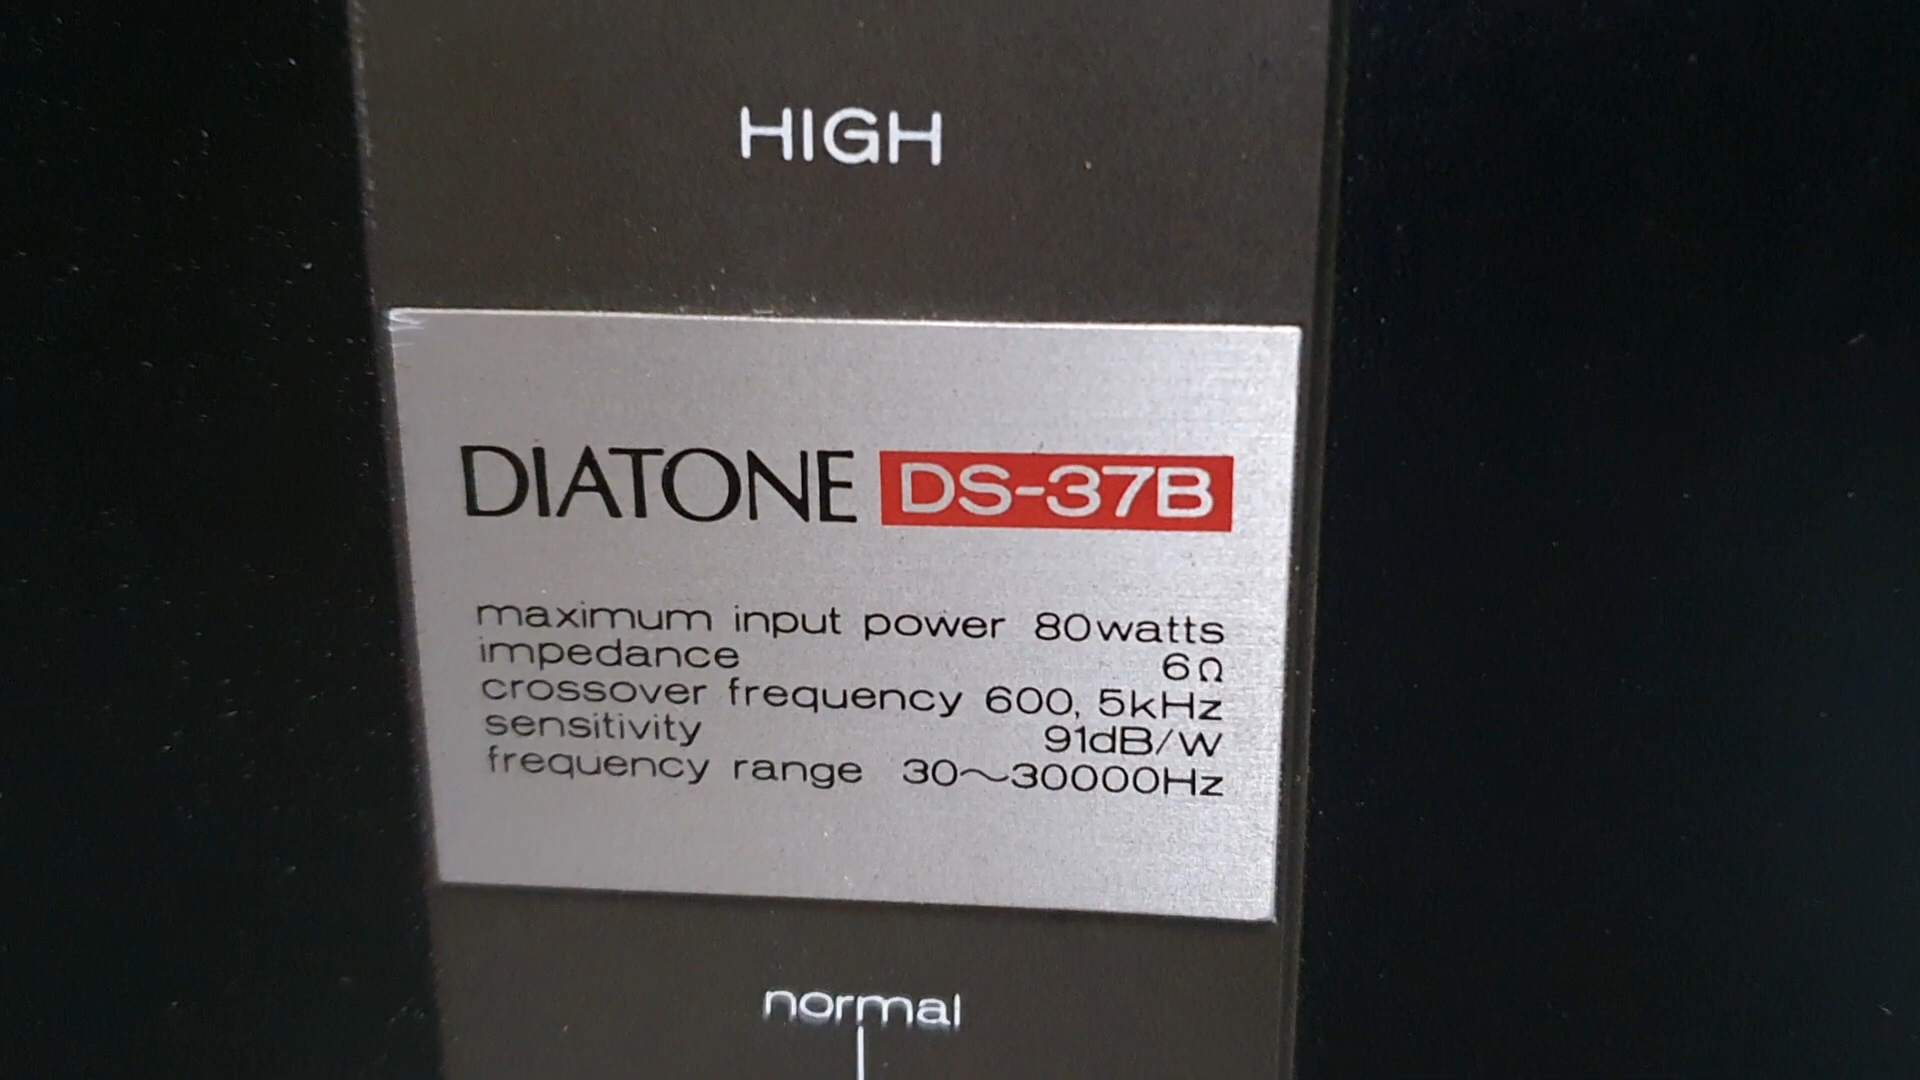 HIGH
DIATONE DS-37B
maximum input power 80watts
impedance 6Ω
crossover frequency 600, 5kHz
sensitivity 91dB/W
frequency range 30~30000Hz
normal